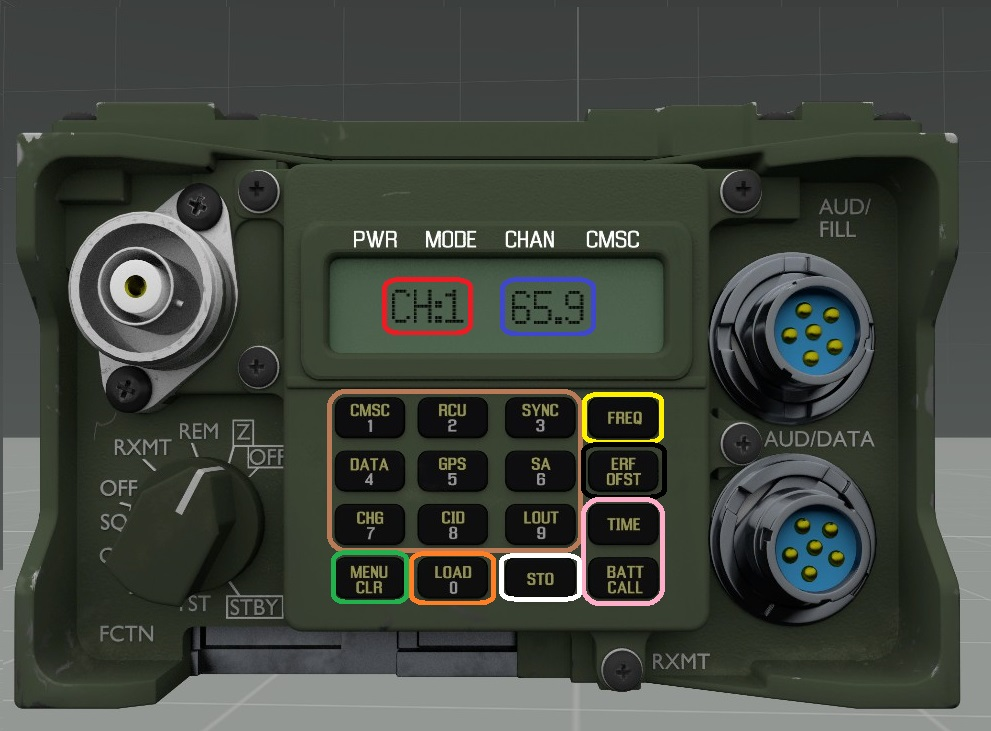 AUD/
FILL
PWR MODE CHAN CMSC
CH:1 65.9
CMSC
1
RCU
2
SYNC
3
FREQ
DATA
4
GPS
5
SA
6
ERF
OFST
CHG
7
CID
8
LOUT
9
TIME
MENU
CLR
LOAD
0
STO
BATT
CALL
REM
Z
RXMT
OFF
OFF
SQ
ST
STBY
FCTN
AUD/DATA
RXMT